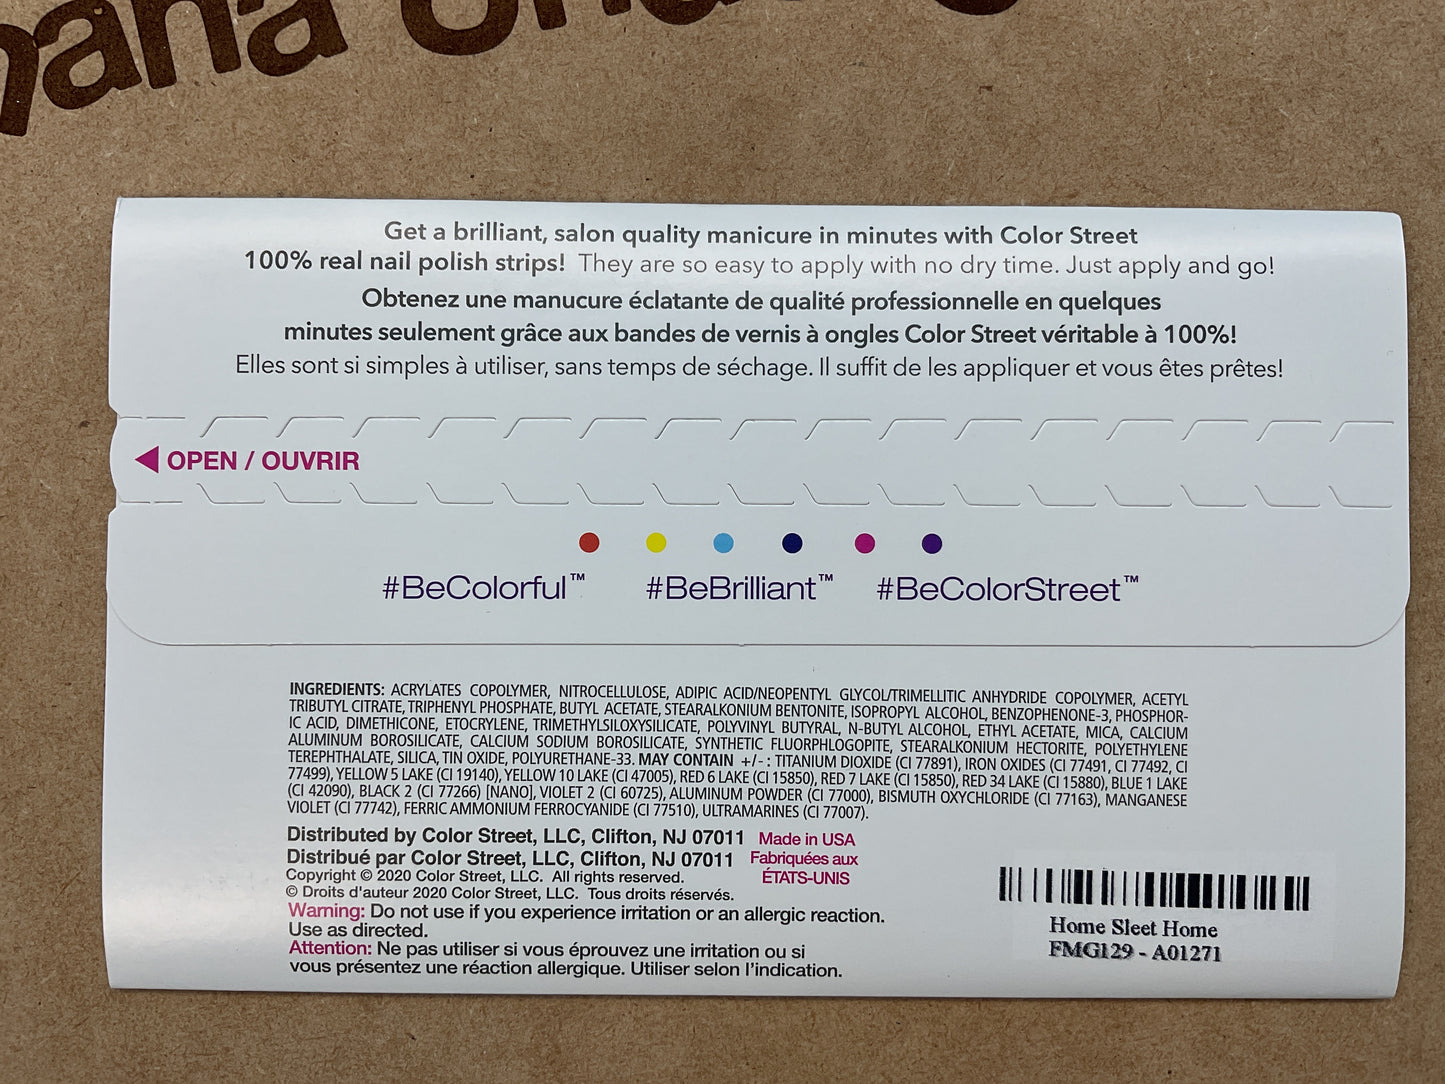 Get a brilliant, salon quality manicure in minutes with Color Street
100% real nail polish strips! They are so easy to apply with no dry time. Just apply and go!
Obtenez une manucure éclatante de qualité professionnelle en quelques
minutes seulement grâce aux bandes de vernis à ongles Color Street véritable à 100%!
Elles sont si simples à utiliser, sans temps de séchage. Il suffit de les appliquer et vous êtes prêtes!
OPEN / OUVRIR
#BeColorful™ #BeBrilliant™ #BeColorStreet™
INGREDIENTS: ACRYLATES COPOLYMER, NITROCELLULOSE, ADIPIC ACID/NEOPENTYL GLYCOL/TRIMELLITIC ANHYDRIDE COPOLYMER, ACETYL
TRIBUTYL CITRATE, TRIPHENYL PHOSPHATE, BUTYL ACETATE, STEARALKONIUM BENTONITE, ISOPROPYL ALCOHOL, BENZOPHENONE-3, PHOSPHOR-
IC ACID, DIMETHICONE, ETOCRYLENE, TRIMETHYLSILOXYSILICATE, POLYVINYL BUTYRAL, N-BUTYL ALCOHOL, ETHYL ACETATE, MICA, CALCIUM
ALUMINUM BOROSILICATE, CALCIUM SODIUM BOROSILICATE, SYNTHETIC FLUORPHLOGOPITE, STEARALKONIUM HECTORITE, POLYETHYLENE
TEREPHTHALATE, SILICA, TIN OXIDE, POLYURETHANE-33. MAY CONTAIN +/- : TITANIUM DIOXIDE (CI 77891), IRON OXIDES (CI 77491, CI 77492, CI
77499), YELLOW 5 LAKE (CI 19140), YELLOW 10 LAKE (CI 47005), RED 6 LAKE (CI 15850), RED 7 LAKE (CI 15850), RED 34 LAKE (CI 15880), BLUE 1 LAKE
(CI 42090), BLACK 2 (CI 77266) [NANO], VIOLET 2 (CI 60725), ALUMINUM POWDER (CI 77000), BISMUTH OXYCHLORIDE (CI 77163), MANGANESE
VIOLET (CI 77742), FERRIC AMMONIUM FERROCYANIDE (CI 77510), ULTRAMARINES (CI 77007).
Distributed by Color Street, LLC, Clifton, NJ 07011 Made in USA
Distribué par Color Street, LLC, Clifton, NJ 07011 Fabriquées aux
ÉTATS-UNIS
Copyright © 2020 Color Street, LLC. All rights reserved.
© Droits d'auteur 2020 Color Street, LLC. Tous droits réservés.
Warning: Do not use if you experience irritation or an allergic reaction.
Use as directed.
Attention: Ne pas utiliser si vous éprouvez une irritation ou si
vous présentez une réaction allergique. Utiliser selon l'indication.
Home Sleet Home
FMG129 - A01271